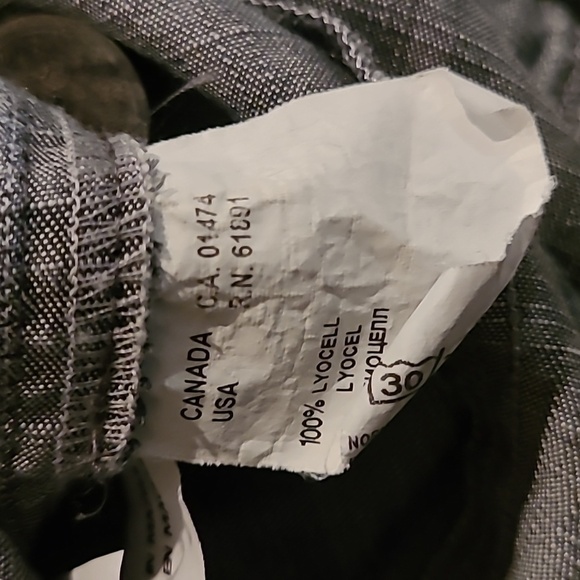 CANADA C.A. 01474
USA R.N. 61891
100% LYOCELL
LYOCEL
30